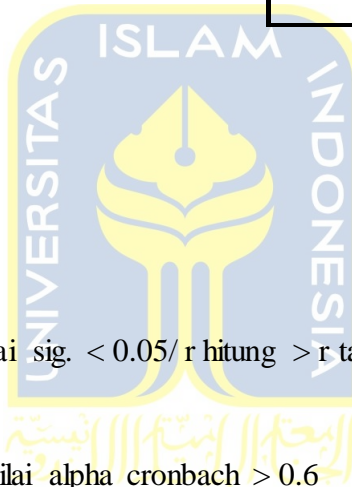 ISLAM
UNIVERSITAS
INDONESIA
ai sig. < 0.05/ r hitung > r ta
ilai alpha cronbach > 0.6